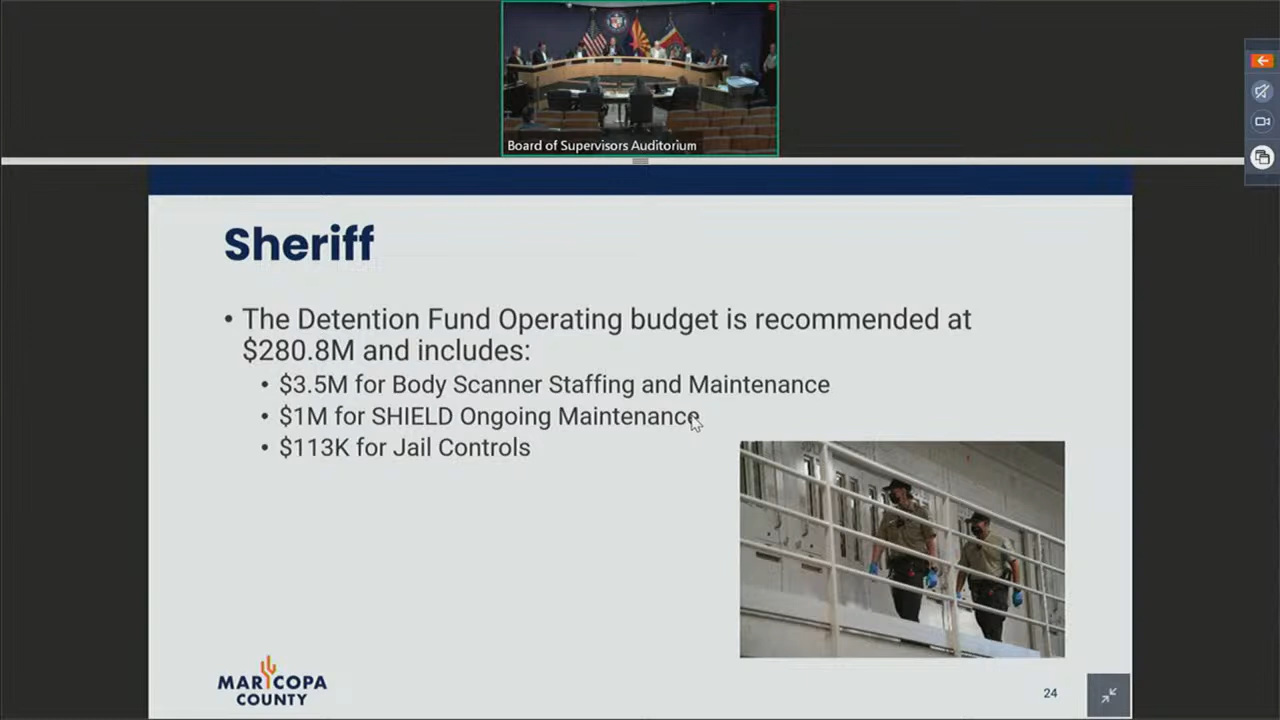 Board of Supervisors Auditorium
Sheriff
• The Detention Fund Operating budget is recommended at
$280.8M and includes:
• $3.5M for Body Scanner Staffing and Maintenance
• $1M for SHIELD Ongoing Maintenance
• $113K for Jail Controls
MARICOPA
COUNTY
24